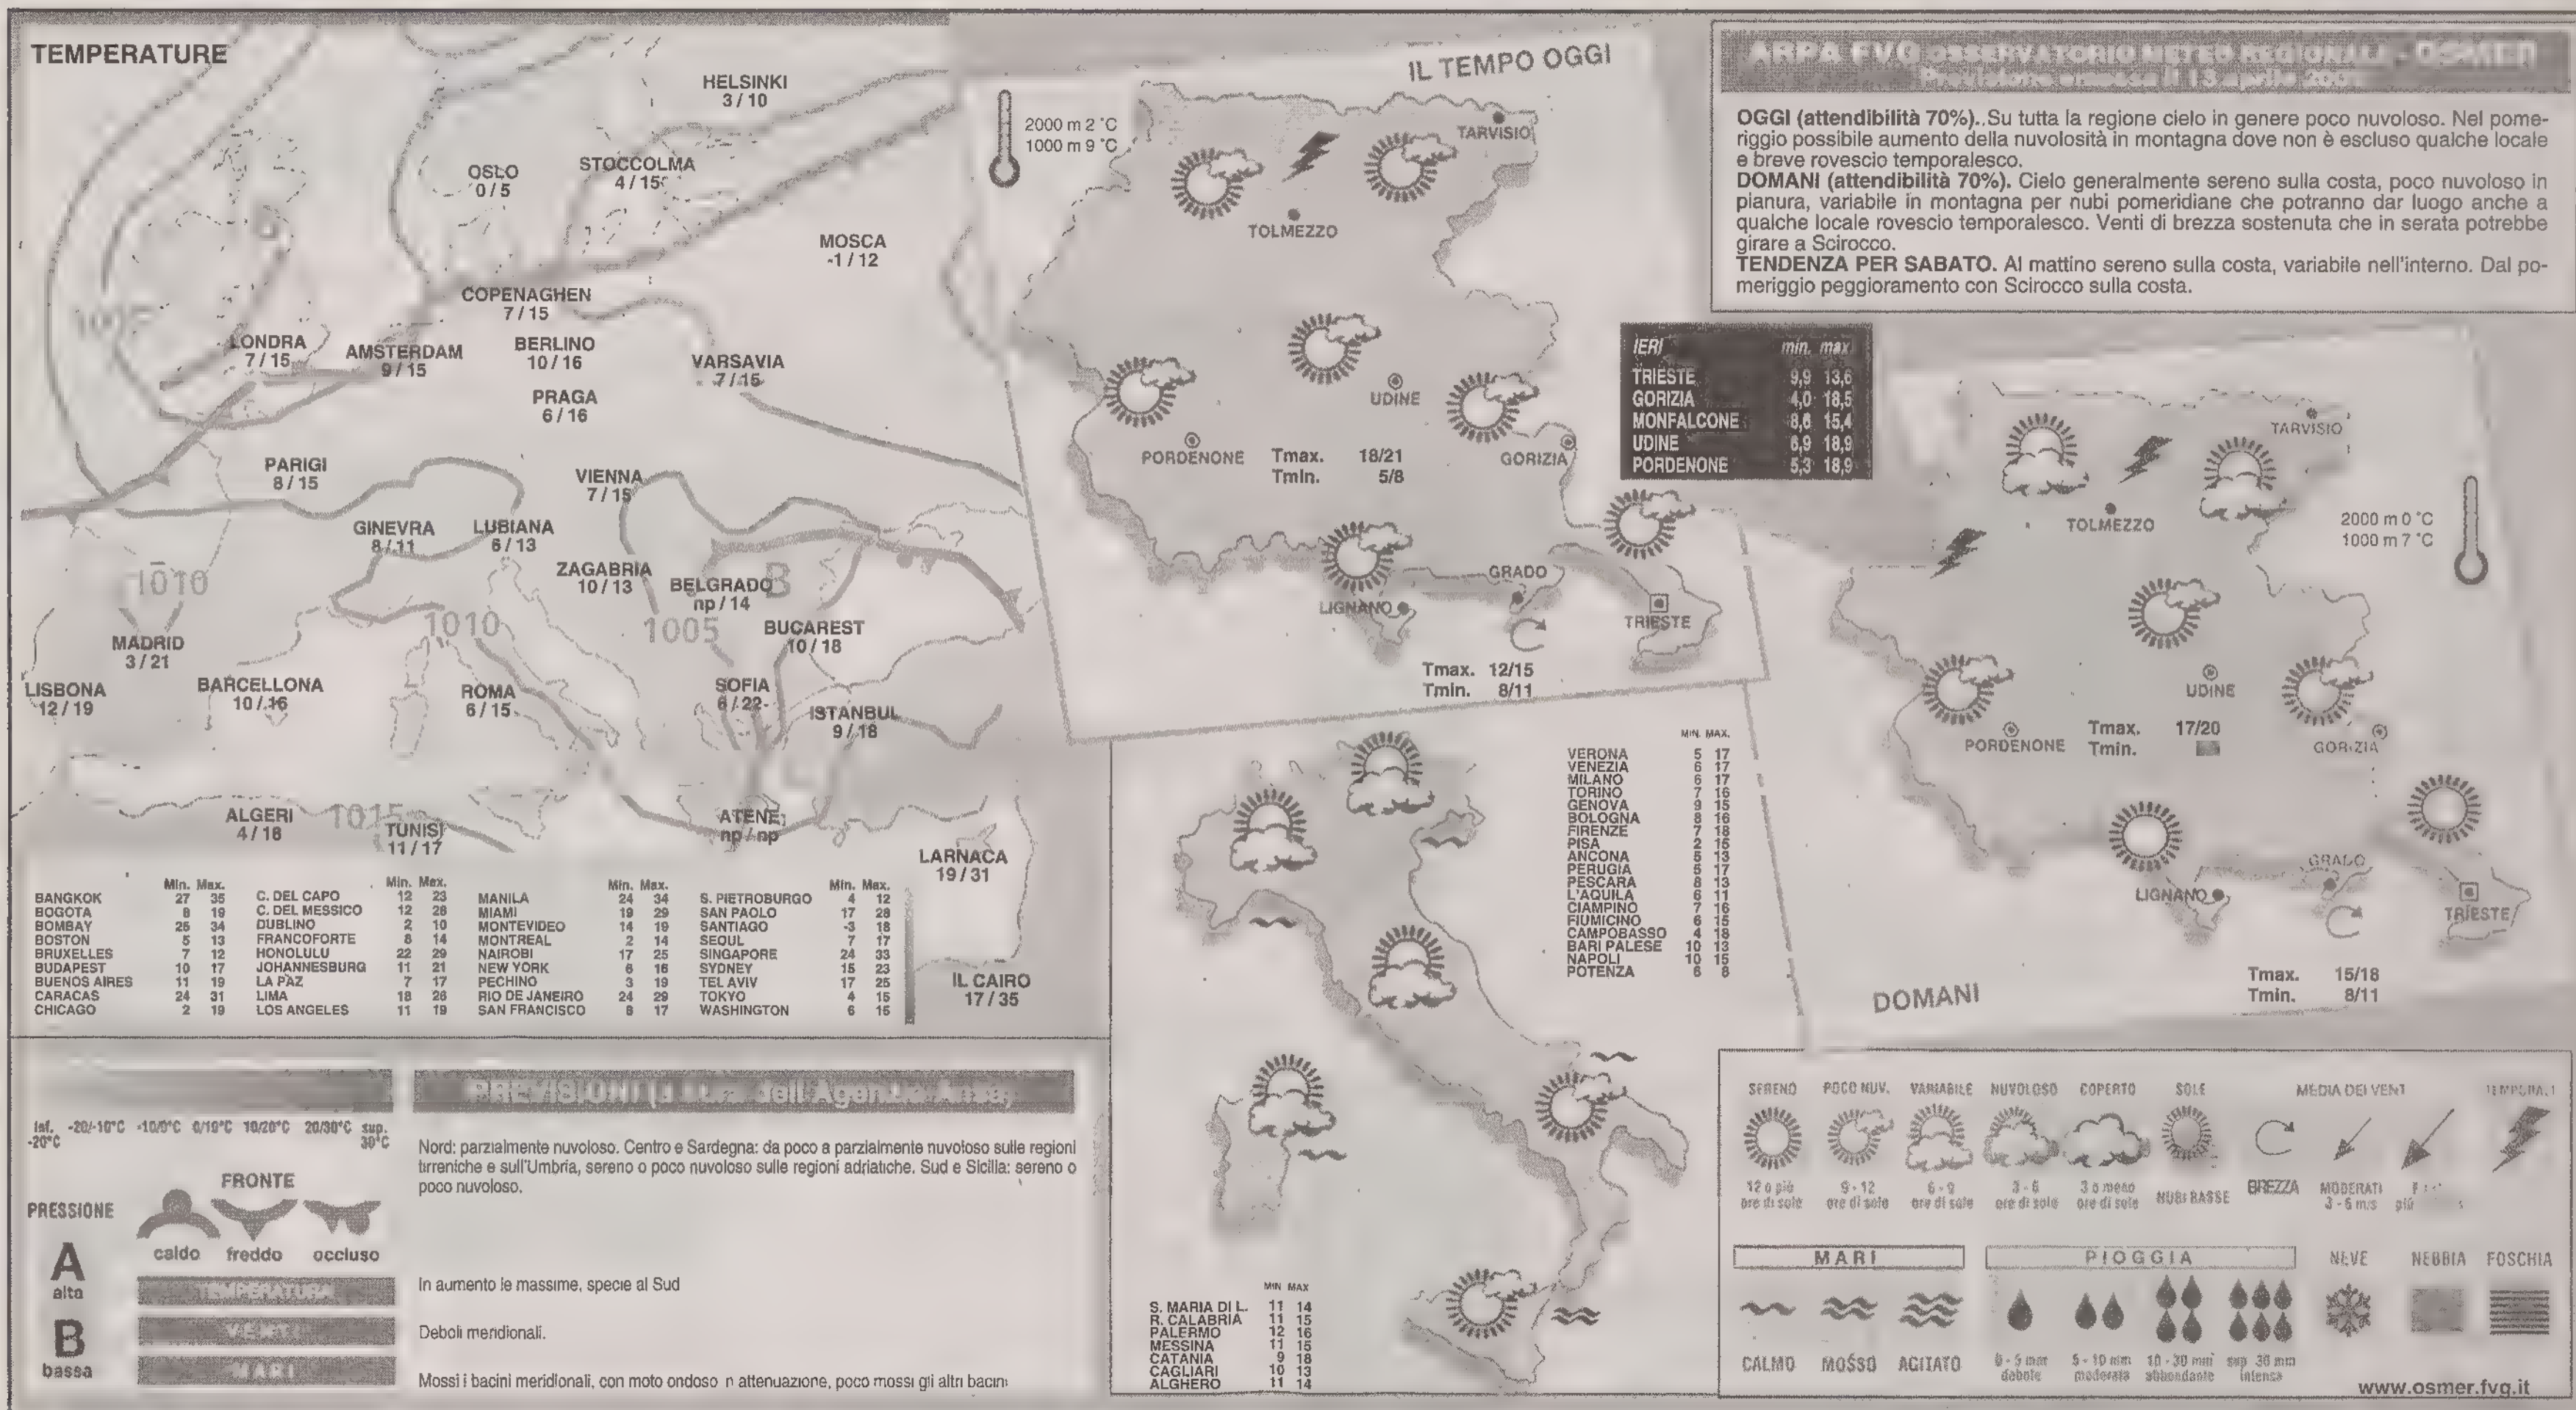 TEMPERATURE
HELSINKI
3 / 10
OSLO
0 / 5
STOCCOLMA
4 / 15
MOSCA
-1 / 12
COPENAGHEN
7 / 15
LONDRA
7 / 15
AMSTERDAM
9 / 15
BERLINO
10 / 16
VARSAVIA
7 / 15
PRAGA
6 / 16
PARIGI
8 / 15
VIENNA
7 / 15
GINEVRA
8 / 11
LUBIANA
6 / 13
ZAGABRIA
10 / 13
BELGRADO
np / 14
B
1010
1010
1005
BUCAREST
10 / 18
MADRID
3 / 21
LISBONA
12 / 19
BARCELLONA
10 / 16
ROMA
6 / 15
SOFIA
6 / 22
ISTANBUL
9 / 18
ALGERI
4 / 18
1015
TUNISI
11 / 17
ATENE
np / np
LARNACA
19 / 31
IL CAIRO
17 / 35
Min. Max.
BANGKOK 27 35
BOGOTA 8 19
BOMBAY 25 34
BOSTON 5 13
BRUXELLES 7 12
BUDAPEST 10 17
BUENOS AIRES 11 19
CARACAS 24 31
CHICAGO 2 19
Min. Max.
C. DEL CAPO 12 23
C. DEL MESSICO 12 28
DUBLINO 2 10
FRANCOFORTE 8 14
HONOLULU 22 29
JOHANNESBURG 11 21
LA PAZ 7 17
LIMA 18 26
LOS ANGELES 11 19
Min. Max.
MANILA 24 34
MIAMI 19 29
MONTEVIDEO 14 19
MONTREAL 2 14
NAIROBI 17 25
NEW YORK 6 16
PECHINO 3 19
RIO DE JANEIRO 24 29
SAN FRANCISCO 8 17
Min. Max.
S. PIETROBURGO 4 12
SAN PAOLO 17 28
SANTIAGO -3 18
SEOUL 7 17
SINGAPORE 24 33
SYDNEY 15 23
TEL AVIV 17 25
TOKYO 4 15
WASHINGTON 6 15
IL TEMPO OGGI
2000 m 2 °C
1000 m 9 °C
TARVISIO
TOLMEZZO
UDINE
PORDENONE
GORIZIA
Tmax. 18/21
Tmin. 5/8
LIGNANO
GRADO
TRIESTE
Tmax. 12/15
Tmin. 8/11
ARPA FVG OSSERVATORIO METEO REGIONALE - OSMER
OGGI (attendibilità 70%). Su tutta la regione cielo in genere poco nuvoloso. Nel pome-
riggio possibile aumento della nuvolosità in montagna dove non è escluso qualche locale
e breve rovescio temporalesco.
DOMANI (attendibilità 70%). Cielo generalmente sereno sulla costa, poco nuvoloso in
pianura, variabile in montagna per nubi pomeridiane che potranno dar luogo anche a
qualche locale rovescio temporalesco. Venti di brezza sostenuta che in serata potrebbe
girare a Scirocco.
TENDENZA PER SABATO. Al mattino sereno sulla costa, variabile nell'interno. Dal po-
meriggio peggioramento con Scirocco sulla costa.
IERI min. max
TRIESTE 9,9 13,6
GORIZIA 4,0 18,5
MONFALCONE 8,6 15,4
UDINE 6,9 18,9
PORDENONE 5,3 18,9
TARVISIO
TOLMEZZO
2000 m 0 °C
1000 m 7 °C
UDINE
PORDENONE
GORIZIA
Tmax. 17/20
Tmin.
LIGNANO
GRADO
TRIESTE
Tmax. 15/18
Tmin. 8/11
DOMANI
MIN. MAX.
VERONA 5 17
VENEZIA 6 17
MILANO 6 17
TORINO 7 16
GENOVA 9 15
BOLOGNA 8 16
FIRENZE 7 18
PISA 2 15
ANCONA 5 13
PERUGIA 5 17
PESCARA 8 13
L'AQUILA 6 11
CIAMPINO 7 16
FIUMICINO 6 15
CAMPOBASSO 4 18
BARI PALESE 10 13
NAPOLI 10 15
POTENZA 6 8
MIN MAX
S. MARIA DI L. 11 14
R. CALABRIA 11 15
PALERMO 12 16
MESSINA 11 15
CATANIA 9 18
CAGLIARI 10 13
ALGHERO 11 14
inf. -20°C -20/-10°C -10/0°C 0/10°C 10/20°C 20/30°C sup. 30°C
FRONTE
PRESSIONE
caldo freddo occluso
A
alta
B
bassa
TEMPERATURA
VENTI
MARI
PREVISIONI (a cura dell'Agenzia Ansa)
Nord: parzialmente nuvoloso. Centro e Sardegna: da poco a parzialmente nuvoloso sulle regioni
tirreniche e sull'Umbria, sereno o poco nuvoloso sulle regioni adriatiche. Sud e Sicilia: sereno o
poco nuvoloso.
In aumento le massime, specie al Sud
Deboli meridionali.
Mossi i bacini meridionali, con moto ondoso n attenuazione, poco mossi gli altri bacini
SERENO POCO NUV. VARIABILE NUVOLOSO COPERTO SOLE MEDIA DEI VENT
12 o più ore di sole
9 - 12 ore di sole
6 - 9 ore di sole
3 - 6 ore di sole
3 o meno ore di sole
NUBI BASSE
BREZZA
MODERATI 3 - 6 m/s
più
MARI PIOGGIA NEVE NEBBIA FOSCHIA
CALMO MOSSO AGITATO
0 - 5 mm debole
5 - 10 mm moderata
10 - 30 mm abbondante
sup 30 mm intensa
www.osmer.fvg.it